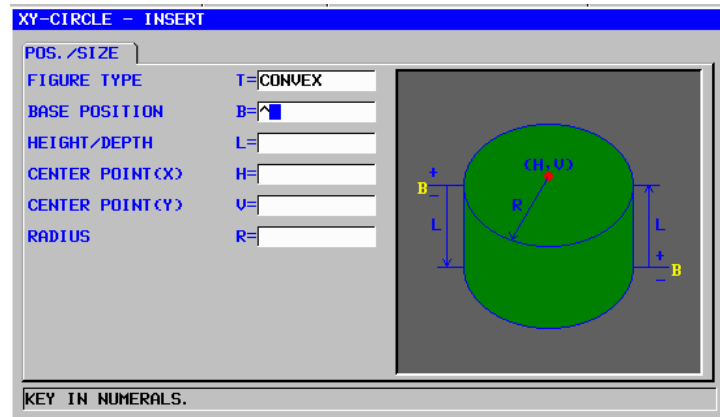 XY-CIRCLE - INSERT
POS./SIZE
FIGURE TYPE T=CONVEX
BASE POSITION B=^
HEIGHT/DEPTH L=
CENTER POINT(X) H=
CENTER POINT(Y) V=
RADIUS R=
(H,V)
+
B
-
R
L
L
+
B
-
KEY IN NUMERALS.